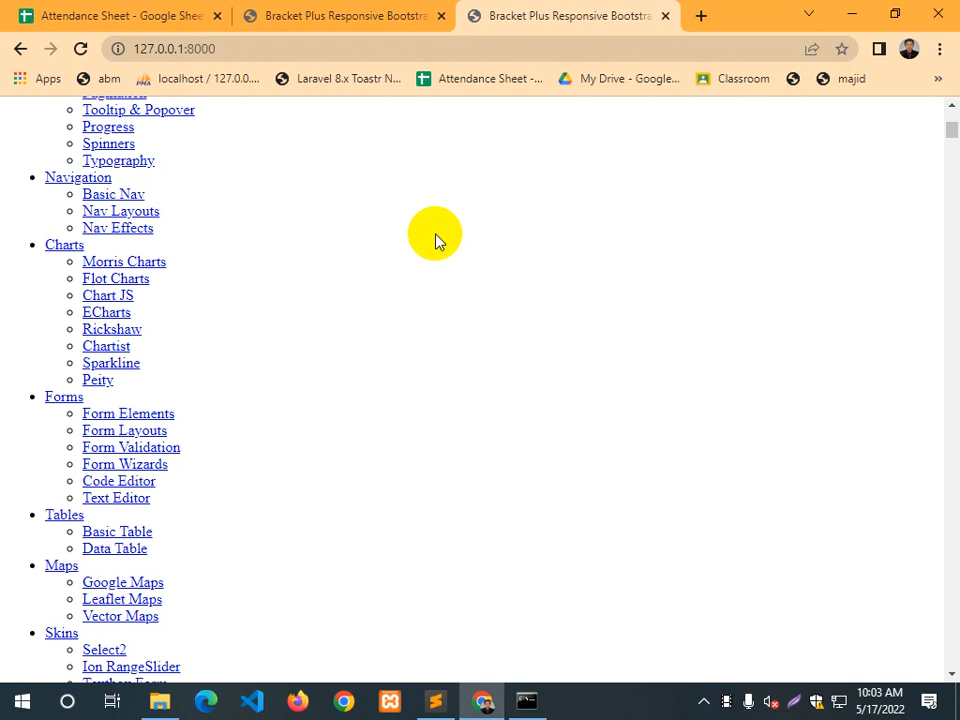 Attendance Sheet - Google Shee
Bracket Plus Responsive Bootstra
Bracket Plus Responsive Bootstra
127.0.0.1:8000
Apps
abm
localhost / 127.0.0....
Laravel 8.x Toastr N...
Attendance Sheet -...
My Drive - Google...
Classroom
majid
Pagination
Tooltip & Popover
Progress
Spinners
Typography
Navigation
Basic Nav
Nav Layouts
Nav Effects
Charts
Morris Charts
Flot Charts
Chart JS
ECharts
Rickshaw
Chartist
Sparkline
Peity
Forms
Form Elements
Form Layouts
Form Validation
Form Wizards
Code Editor
Text Editor
Tables
Basic Table
Data Table
Maps
Google Maps
Leaflet Maps
Vector Maps
Skins
Select2
Ion RangeSlider
10:03 AM
5/17/2022